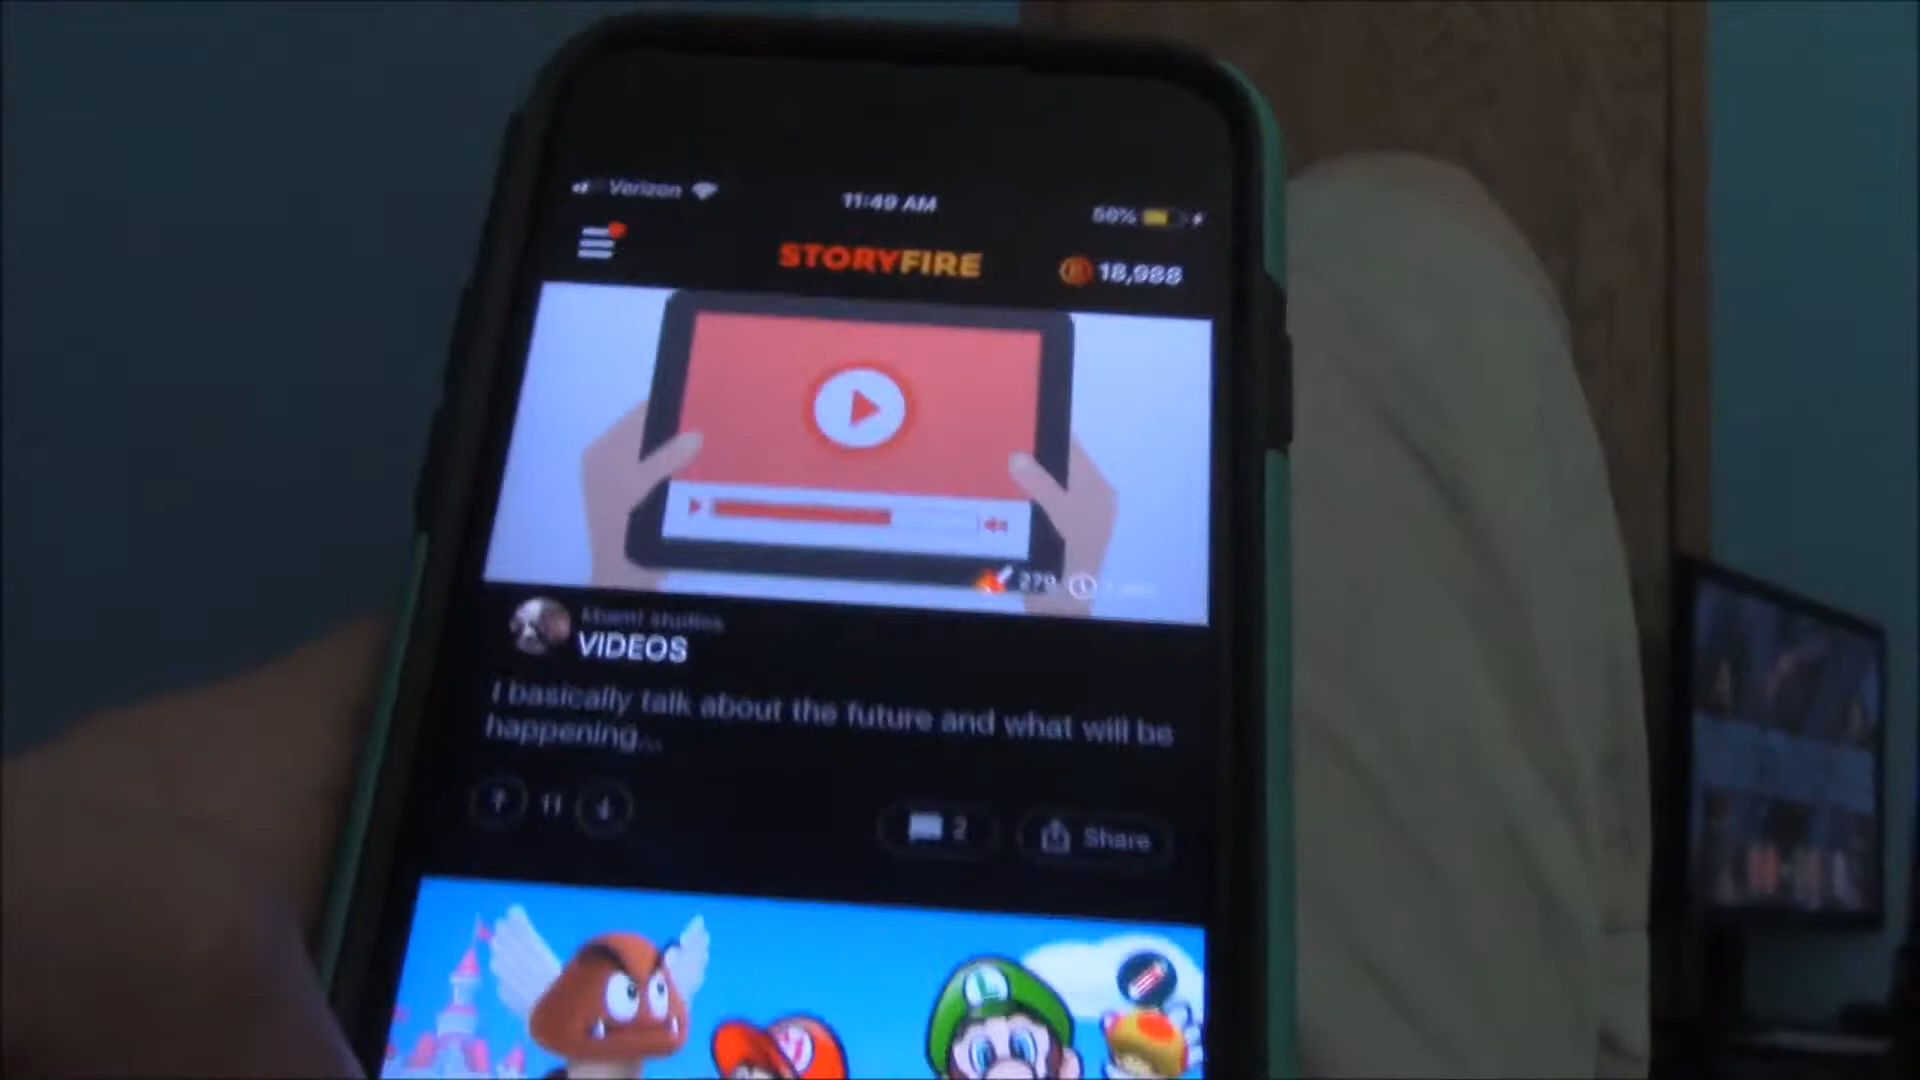 Verizon
11:49 AM
56%
STORYFIRE
18,988
279
VIDEOS
I basically talk about the future and what will be
happening...
11
2
Share
L